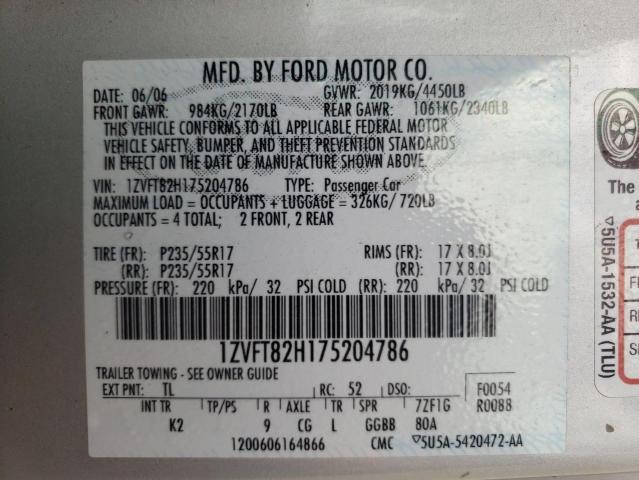 MFD. BY FORD MOTOR CO.
DATE: 06/06 GVWR: 2019KG/4450LB
FRONT GAWR: 984KG/2170LB REAR GAWR: 1061KG/2340LB
THIS VEHICLE CONFORMS TO ALL APPLICABLE FEDERAL MOTOR
VEHICLE SAFETY, BUMPER, AND THEFT PREVENTION STANDARDS
IN EFFECT ON THE DATE OF MANUFACTURE SHOWN ABOVE.
VIN: 1ZVFT82H175204786 TYPE: Passenger Car
MAXIMUM LOAD = OCCUPANTS + LUGGAGE = 326KG/720LB
OCCUPANTS = 4 TOTAL; 2 FRONT, 2 REAR
TIRE (FR): P235/55R17 RIMS (FR): 17 X 8.0J
(RR): P235/55R17 (RR): 17 X 8.0J
PRESSURE (FR): 220 kPa/ 32 PSI COLD (RR): 220 kPa/ 32 PSI COLD
1ZVFT82H175204786
TRAILER TOWING - SEE OWNER GUIDE
EXT PNT: TL RC: 52 DSO: F0054
INT TR TP/PS R AXLE TR SPR 7ZF1G R0088
K2 9 CG L GGBB 80A
1200606164866 CMC ▽5U5A-5420472-AA
▽5U5A-1532-AA (TLU)
The